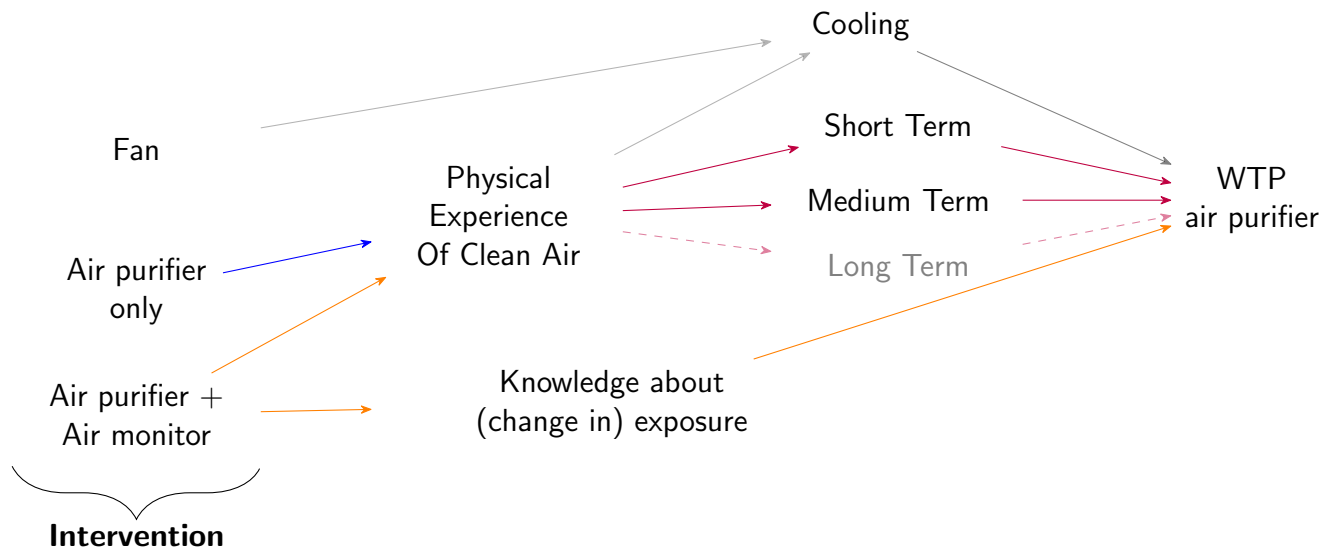 Cooling
Fan
Short Term
Physical
Experience
Of Clean Air
Medium Term
WTP
air purifier
Air purifier
only
Long Term
Air purifier +
Air monitor
Knowledge about
(change in) exposure
Intervention